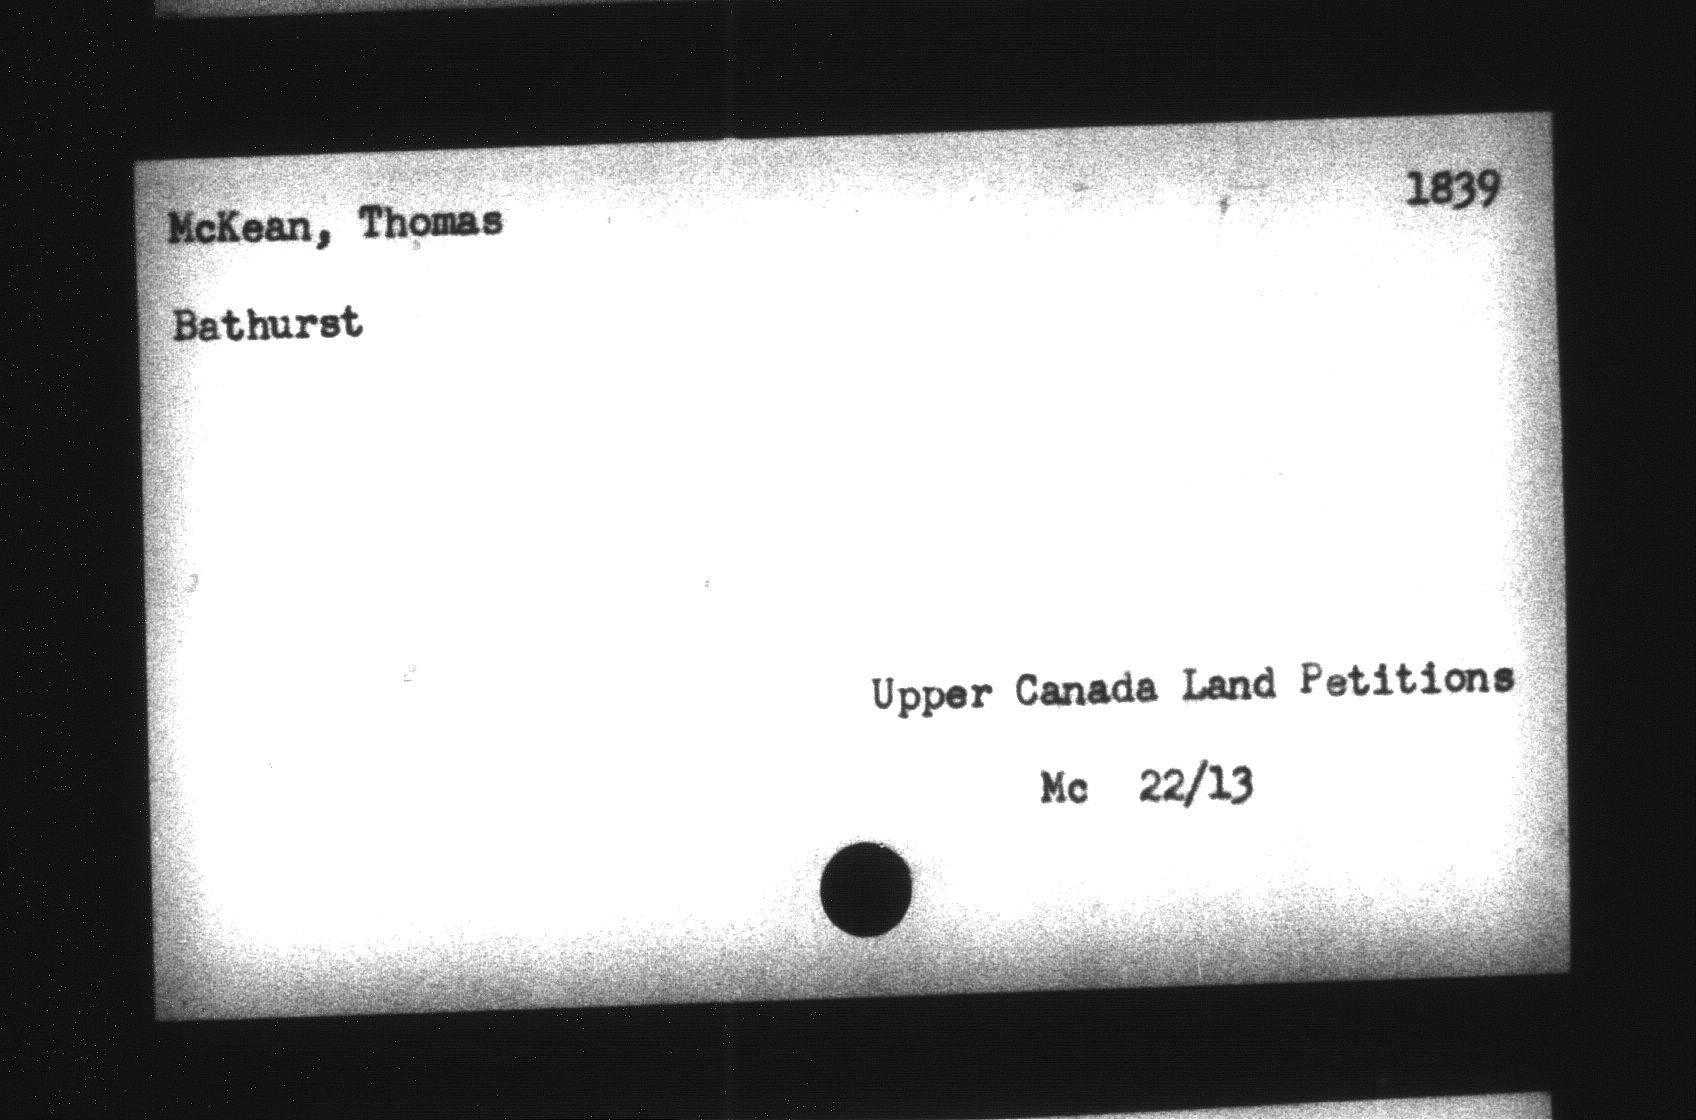 McKean, Thomas 1839
Bathurst
Upper Canada Land Petitions
Mc 22/13